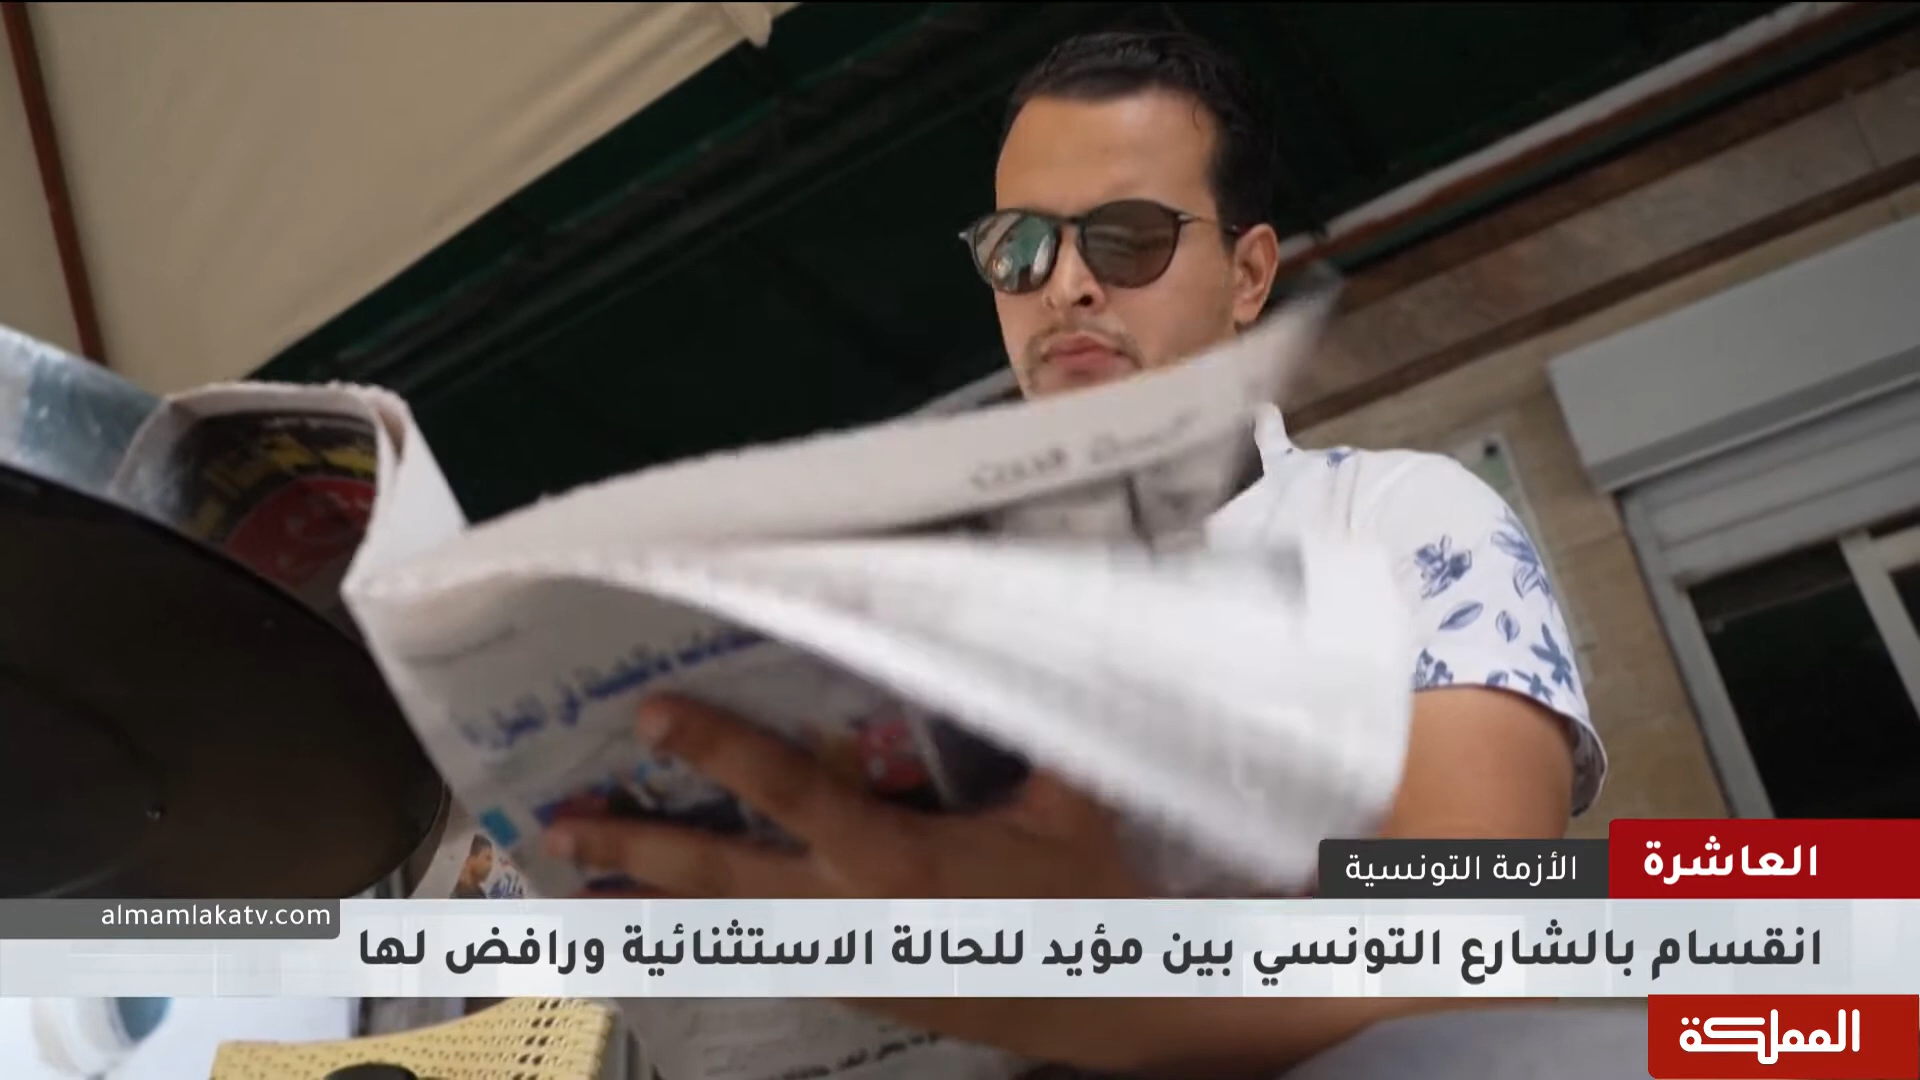 العاشرة
الأزمة التونسية
almamlakatv.com
انقسام بالشارع التونسي بين مؤيد للحالة الاستثنائية ورافض لها
المملكة